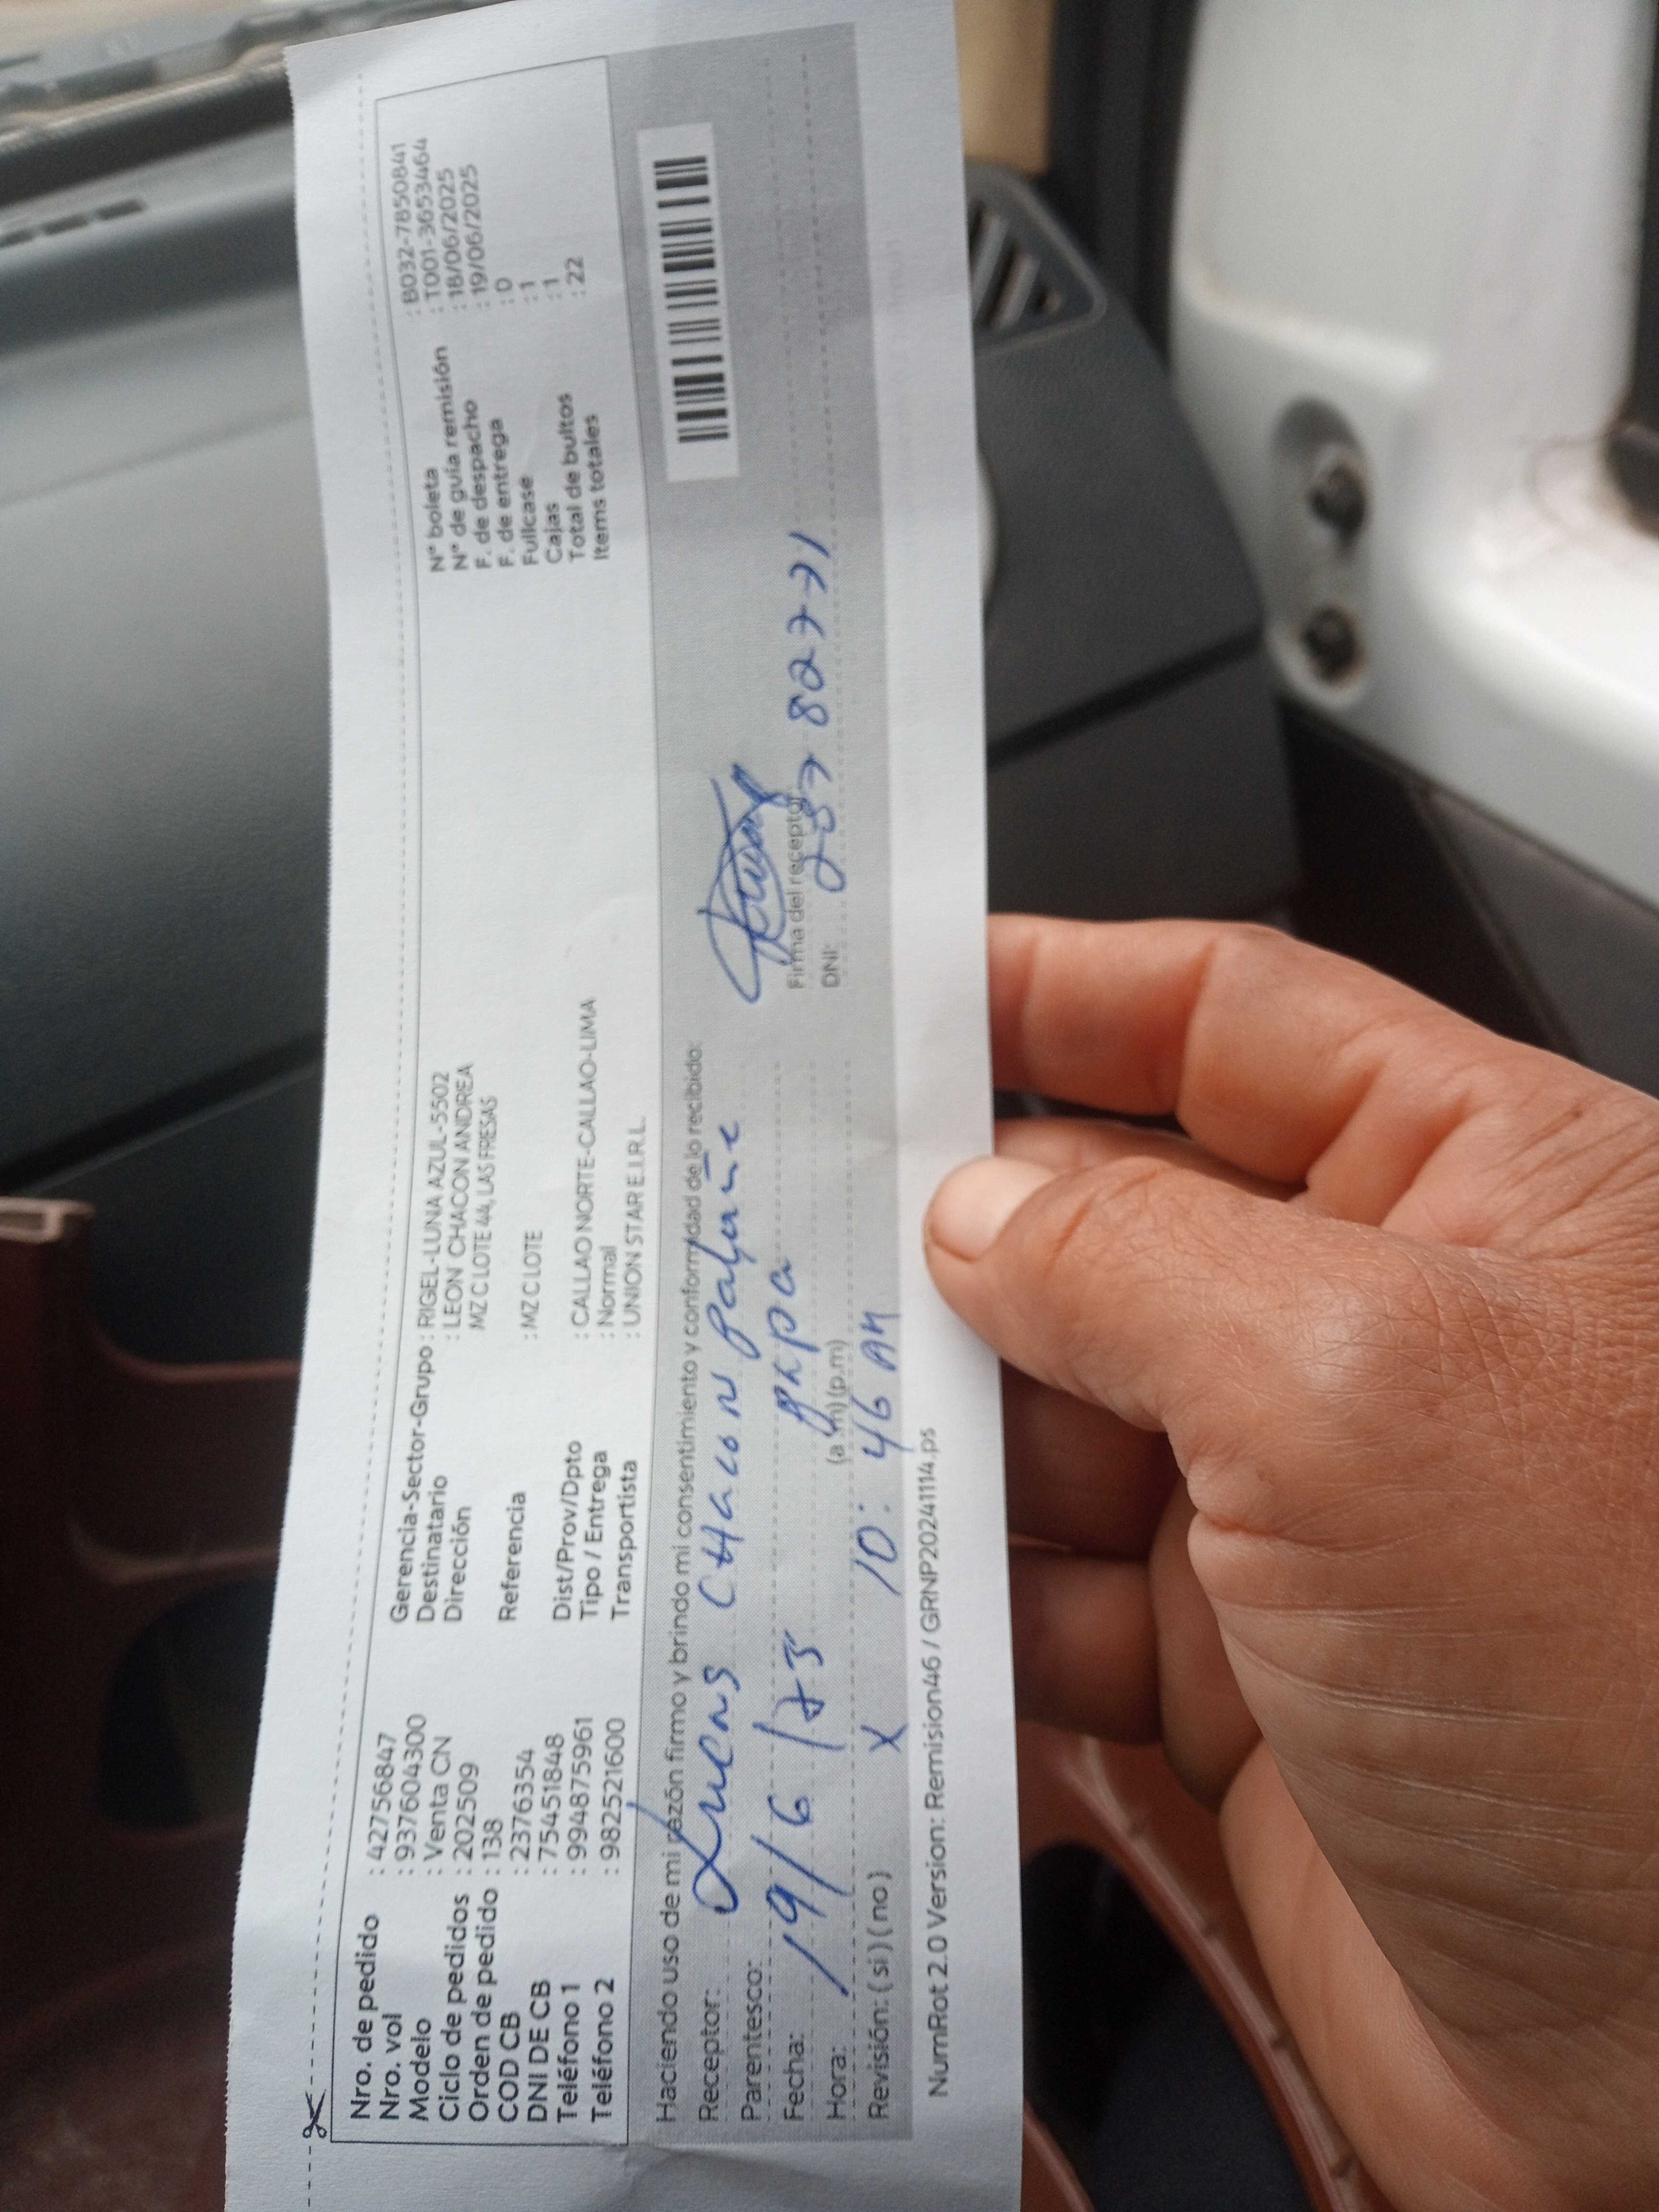 Nro. de pedido : 42756847
Nro. vol : 937604300
Modelo : Venta CN
Ciclo de pedidos : 202509
Orden de pedido : 138
COD CB : 2376354
DNI DE CB : 75451848
Teléfono 1 : 994875961
Teléfono 2 : 982521600
Gerencia-Sector-Grupo : RIGEL-LUNA AZUL-5502
Destinatario : LEON CHACON ANDREA
Dirección MZ C LOTE 44, LAS FRESAS
Referencia : MZ C LOTE
Dist/Prov/Dpto : CALLAO NORTE-CALLAO-LIMA
Tipo / Entrega : Normal
Transportista : UNION STAR E.I.R.L.
N° boleta : B032-7850841
N° de guía remisión : T001-3653464
F. de despacho : 18/06/2025
F. de entrega : 19/06/2025
Fullcase : 0
Cajas : 1
Total de bultos : 1
Items totales : 22
Haciendo uso de mi razón firmo y brindo mi consentimiento y conformidad de lo recibido:
Receptor: Lucas CHacon
Parentesco:
Fecha: 19/6/
Hora: (a.m) (p.m) 10:46 AM
Revisión: ( si ) ( no ) X
Firma del receptor
DNI:
NumRot 2.0 Version: Remision46 / GRNP20241114.ps